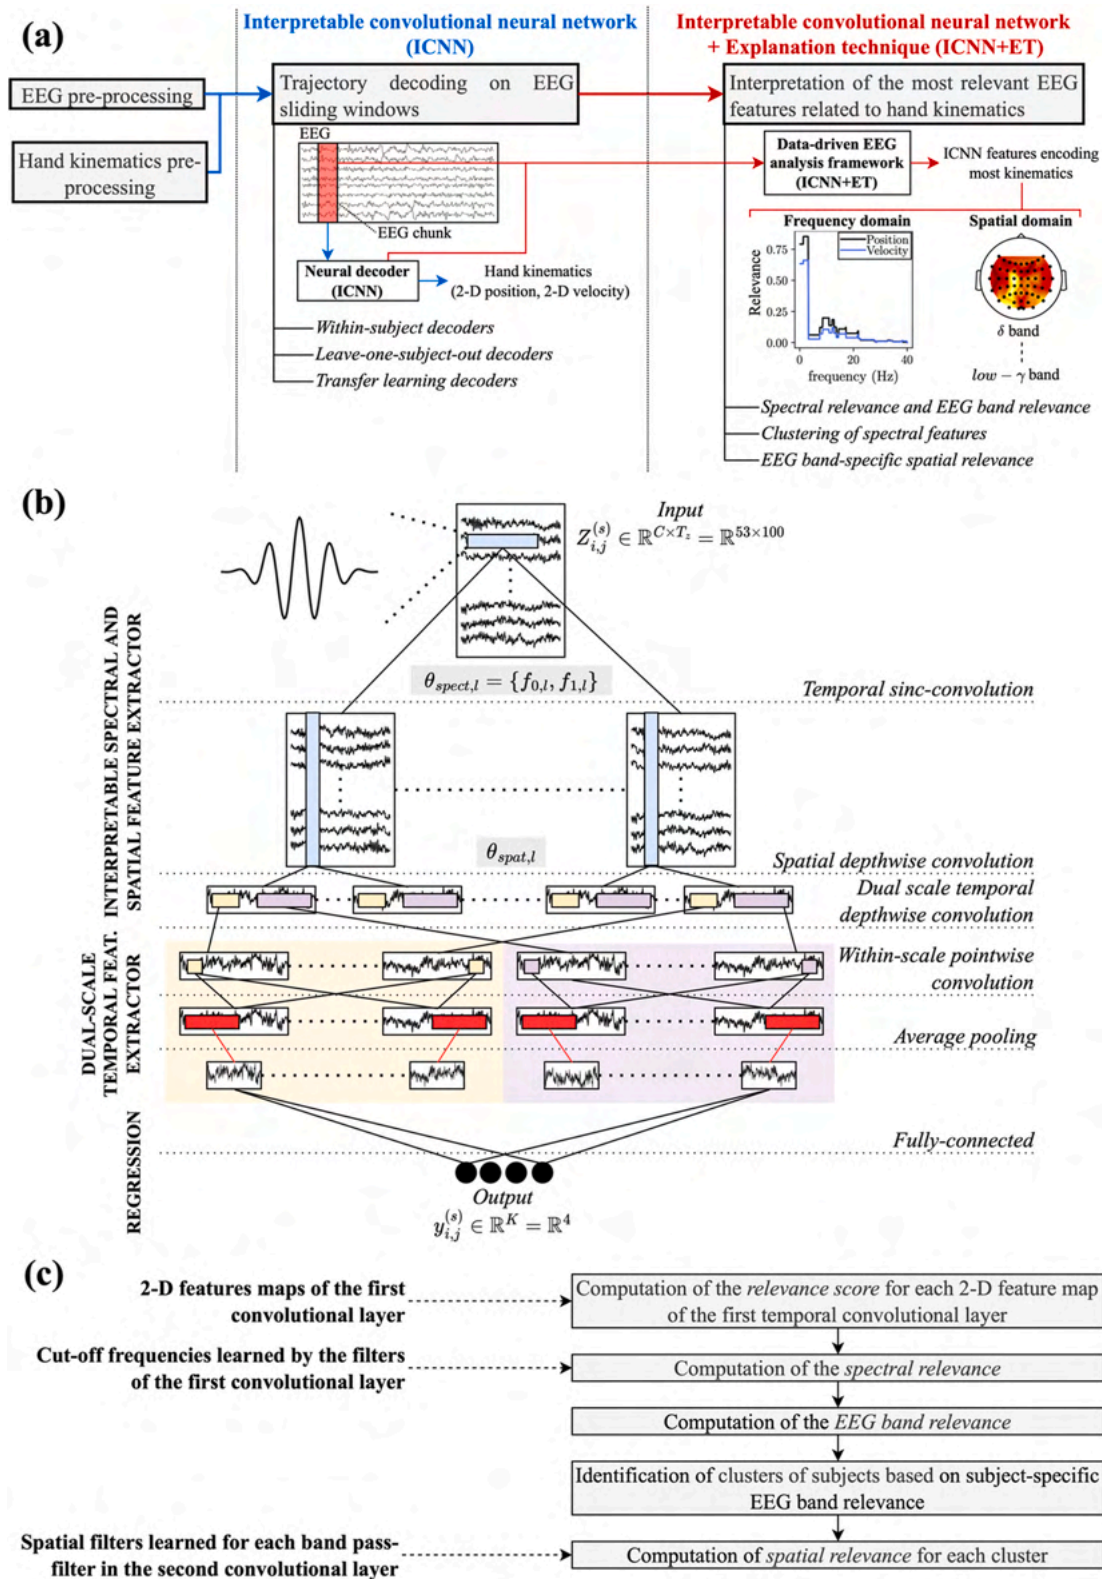 (a)
Interpretable convolutional neural network
(ICNN)
Interpretable convolutional neural network
+ Explanation technique (ICNN+ET)
EEG pre-processing
Hand kinematics pre-
processing
Trajectory decoding on EEG
sliding windows
EEG
EEG chunk
Neural decoder
(ICNN)
Hand kinematics
(2-D position, 2-D velocity)
Within-subject decoders
Leave-one-subject-out decoders
Transfer learning decoders
Interpretation of the most relevant EEG
features related to hand kinematics
Data-driven EEG
analysis framework
(ICNN+ET)
ICNN features encoding
most kinematics
Frequency domain
Position
Velocity
Relevance
0.75
0.50
0.25
0.00
0
20
40
frequency (Hz)
Spatial domain
δ band
low − γ band
Spectral relevance and EEG band relevance
Clustering of spectral features
EEG band-specific spatial relevance
(b)
Input
Z_{i,j}^{(s)} ∈ ℝ^{C×T_z} = ℝ^{53×100}
θ_{spect,l} = {f_{0,l}, f_{1,l}}
Temporal sinc-convolution
INTERPRETABLE SPECTRAL AND
SPATIAL FEATURE EXTRACTOR
θ_{spat,l}
Spatial depthwise convolution
Dual scale temporal
depthwise convolution
DUAL-SCALE
TEMPORAL FEAT.
EXTRACTOR
Within-scale pointwise
convolution
Average pooling
REGRESSION
Fully-connected
Output
y_{i,j}^{(s)} ∈ ℝ^K = ℝ^4
(c)
2-D features maps of the first
convolutional layer
Computation of the relevance score for each 2-D feature map
of the first temporal convolutional layer
Cut-off frequencies learned by the filters
of the first convolutional layer
Computation of the spectral relevance
Computation of the EEG band relevance
Identification of clusters of subjects based on subject-specific
EEG band relevance
Spatial filters learned for each band pass-
filter in the second convolutional layer
Computation of spatial relevance for each cluster